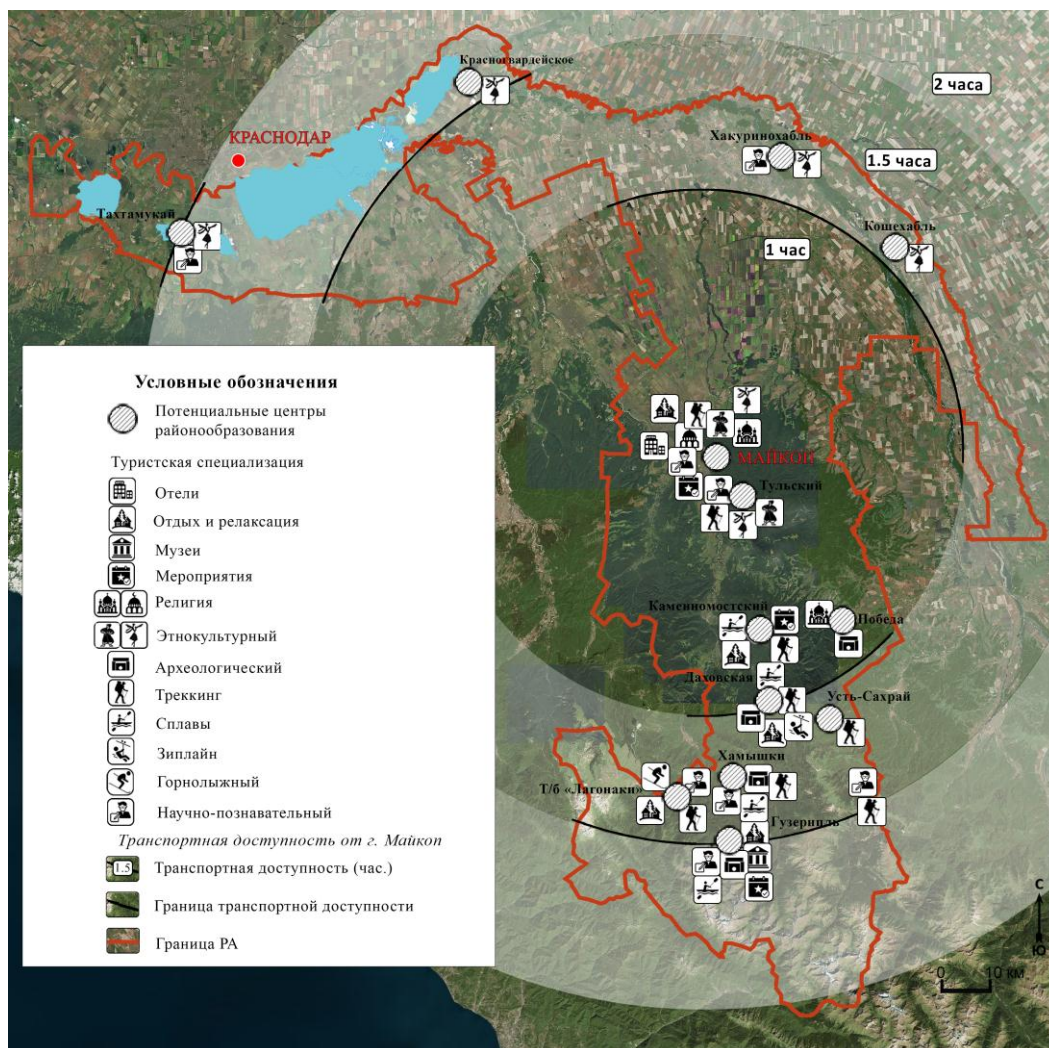 Красногвардейское
2 часа
КРАСНОДАР
Хакуринохабль
1.5 часа
Тахтамукай
Кошехабль
1 час
МАЙКОП
Тульский
Каменномостский
Победа
Даховская
Усть-Сахрай
Хамышки
Т/б «Лагонаки»
Гузерипль
Условные обозначения
Потенциальные центры
районообразования
Туристская специализация
Отели
Отдых и релаксация
Музеи
Мероприятия
Религия
Этнокультурный
Археологический
Треккинг
Сплавы
Зиплайн
Горнолыжный
Научно-познавательный
Транспортная доступность от г. Майкоп
1.5
Транспортная доступность (час.)
Граница транспортной доступности
Граница РА
С
Ю
0 10 км